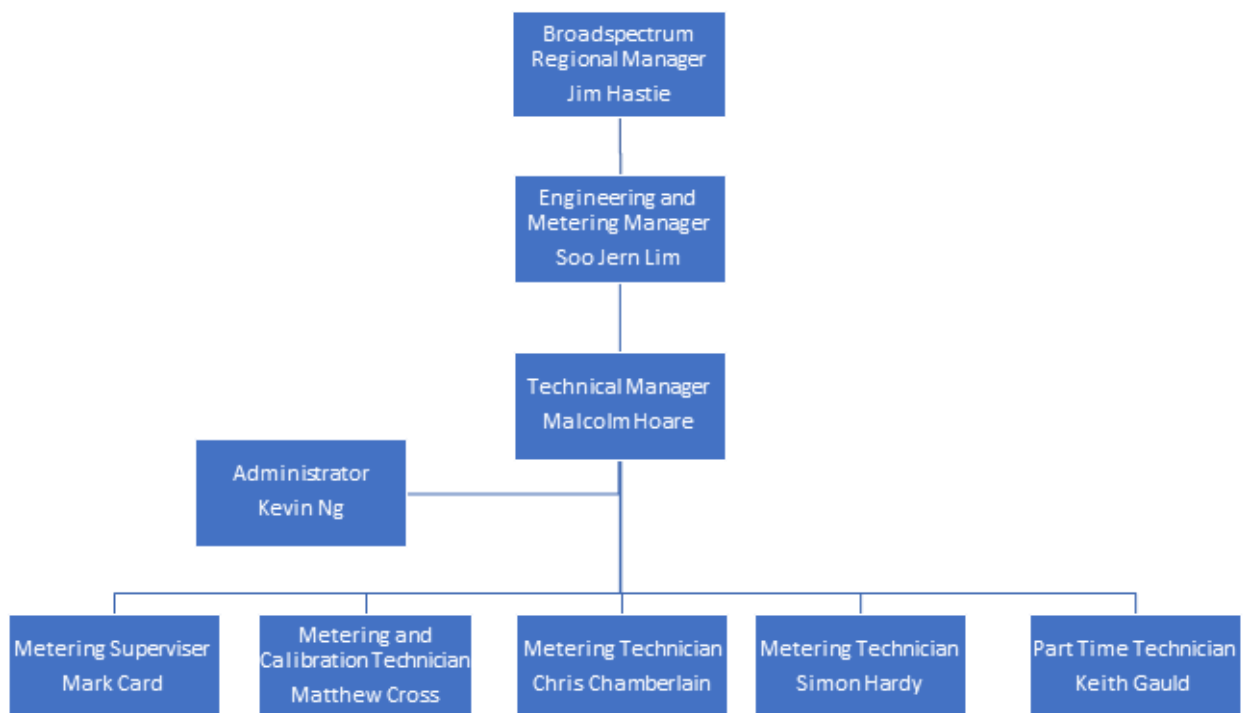 Broadspectrum
Regional Manager
Jim Hastie
Engineering and
Metering Manager
Soo Jern Lim
Technical Manager
Malcolm Hoare
Administrator
Kevin Ng
Metering Superviser
Mark Card
Metering and
Calibration Technician
Matthew Cross
Metering Technician
Chris Chamberlain
Metering Technician
Simon Hardy
Part Time Technician
Keith Gauld